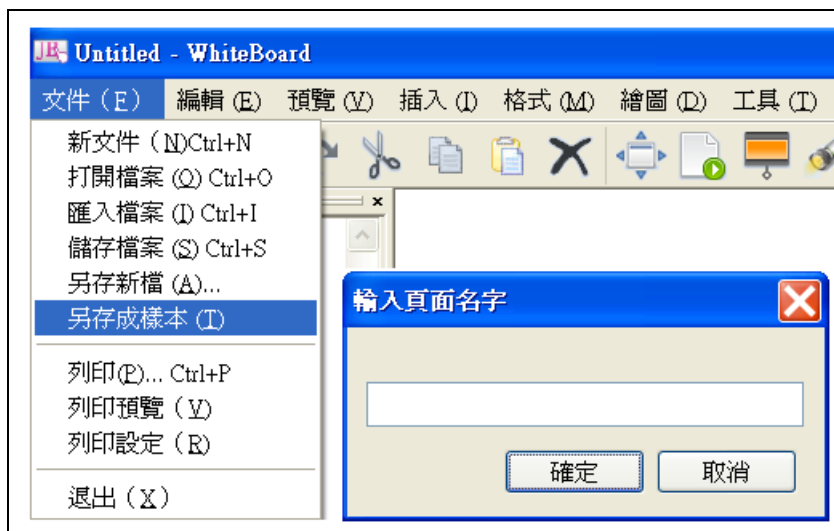 JB Untitled - WhiteBoard
文件（F） 編輯 (E) 預覽 (V) 插入 (I) 格式 (M) 繪圖 (D) 工具 (T)
新文件（N)Ctrl+N
打開檔案 (O) Ctrl+O
匯入檔案 (I) Ctrl+I
儲存檔案 (S) Ctrl+S
另存新檔 (A)...
另存成樣本 (T)
列印(P)... Ctrl+P
列印預覽（V）
列印設定（R）
退出（X）
輸入頁面名字
確定 取消